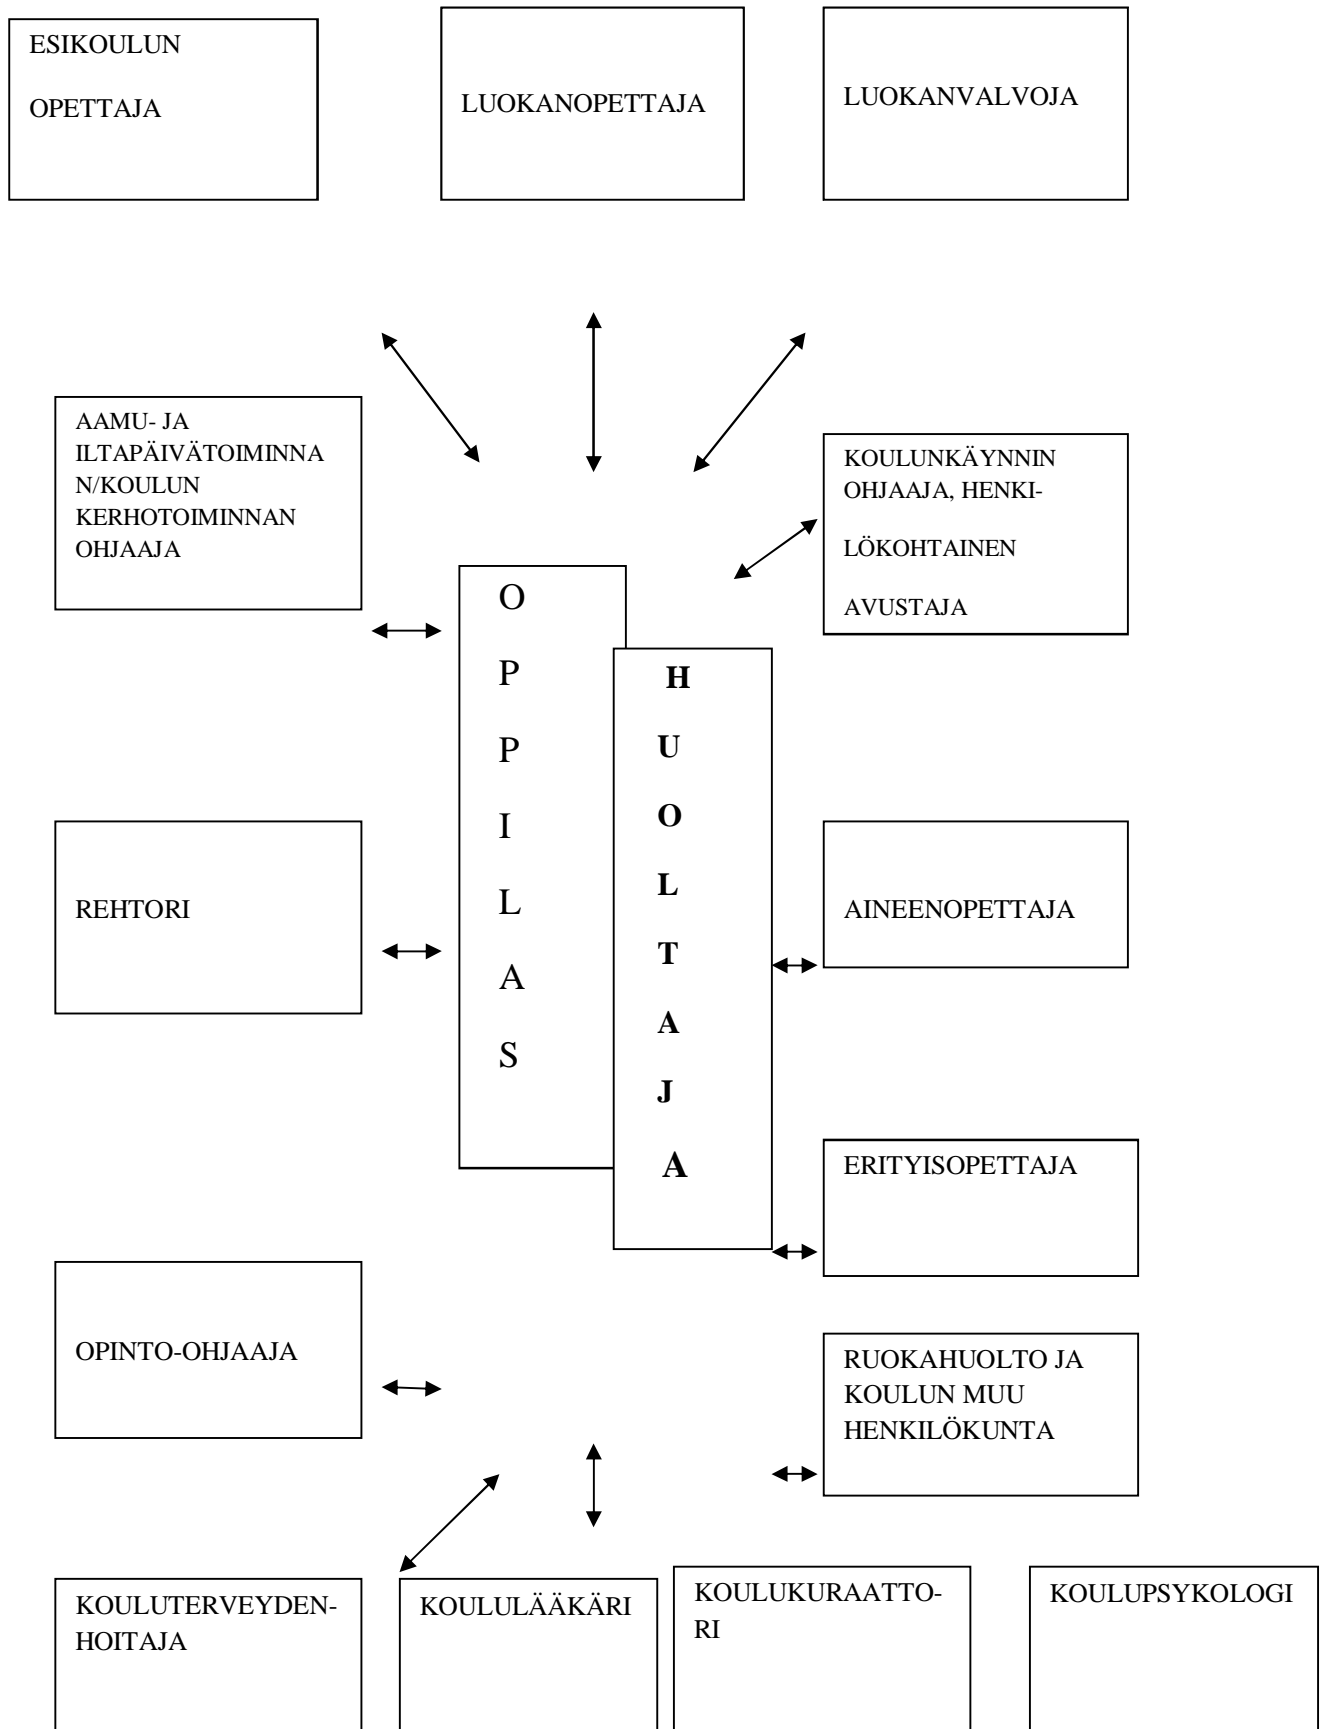 ESIKOULUN
OPETTAJA
LUOKANOPETTAJA
LUOKANVALVOJA
AAMU- JA
ILTAPÄIVÄTOIMINNA
N/KOULUN
KERHOTOIMINNAN
OHJAAJA
KOULUNKÄYNNIN
OHJAAJA, HENKI-
LÖKOHTAINEN
AVUSTAJA
O
P
P
I
L
A
S
H
U
O
L
T
A
J
A
REHTORI
AINEENOPETTAJA
ERITYISOPETTAJA
OPINTO-OHJAAJA
RUOKAHUOLTO JA
KOULUN MUU
HENKILÖKUNTA
KOULUTERVEYDEN-
HOITAJA
KOULULÄÄKÄRI
KOULUKURAATTO-
RI
KOULUPSYKOLOGI